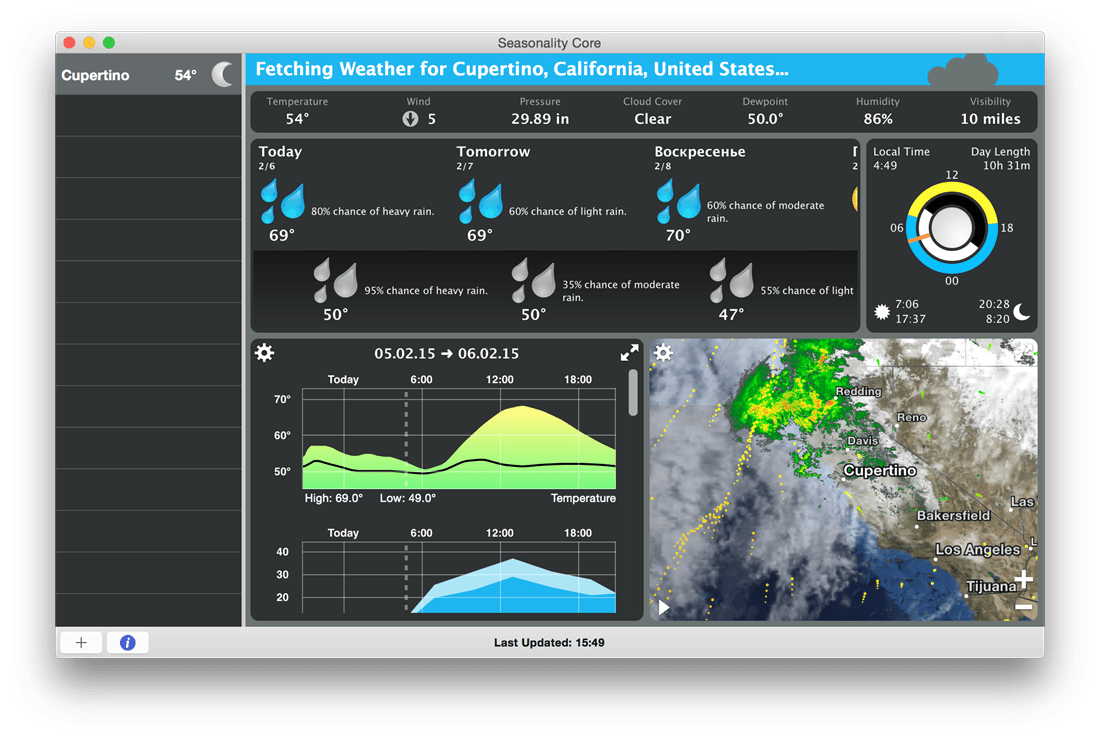 Seasonality Core
Cupertino 54°
Fetching Weather for Cupertino, California, United States...
Temperature Wind Pressure Cloud Cover Dewpoint Humidity Visibility
54° 5 29.89 in Clear 50.0° 86% 10 miles
Today Tomorrow Воскресенье
2/6 2/7 2/8
80% chance of heavy rain. 60% chance of light rain. 60% chance of moderate
rain.
69° 69° 70°
95% chance of heavy rain. 35% chance of moderate
rain. 55% chance of light
50° 50° 47°
Local Time Day Length
4:49 10h 31m
12
06 18
00
7:06 20:28
17:37 8:20
05.02.15 ➔ 06.02.15
Today 6:00 12:00 18:00
70°
60°
50°
High: 69.0° Low: 49.0° Temperature
Today 6:00 12:00 18:00
40
30
20
Redding
Reno
Davis
Cupertino
Las
Bakersfield
Los Angeles
Tijuana
Last Updated: 15:49